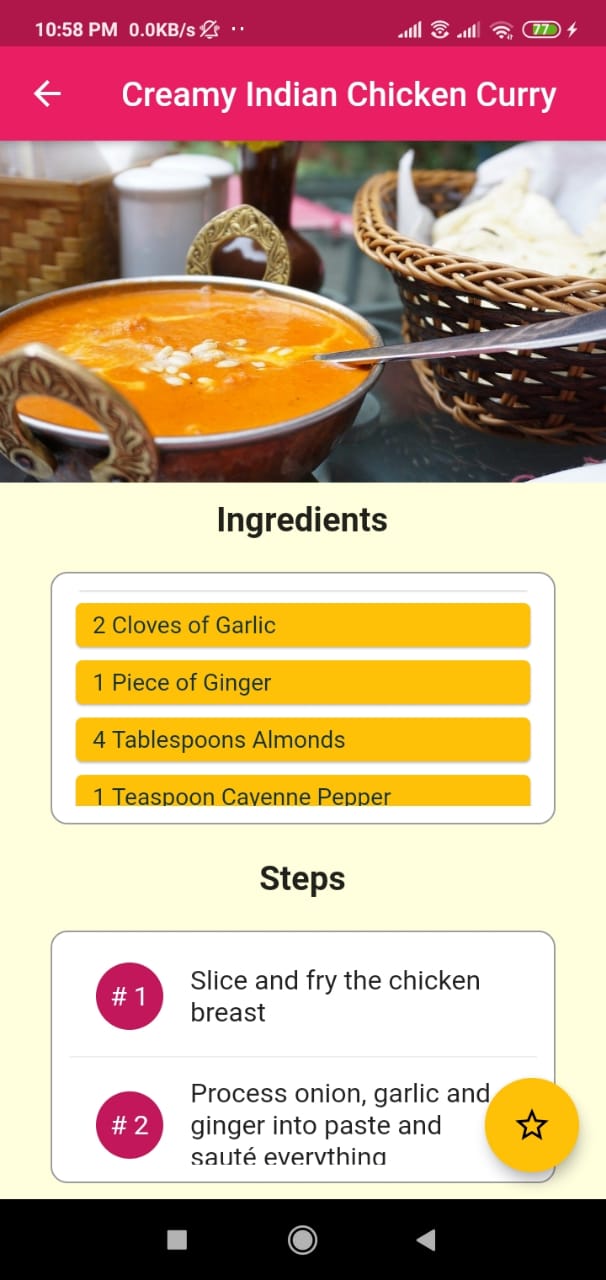 10:58 PM 0.0KB/s
77
Creamy Indian Chicken Curry
Ingredients
2 Cloves of Garlic
1 Piece of Ginger
4 Tablespoons Almonds
1 Teaspoon Cayenne Pepper
Steps
# 1
Slice and fry the chicken
breast
# 2
Process onion, garlic and
ginger into paste and
sauté everything